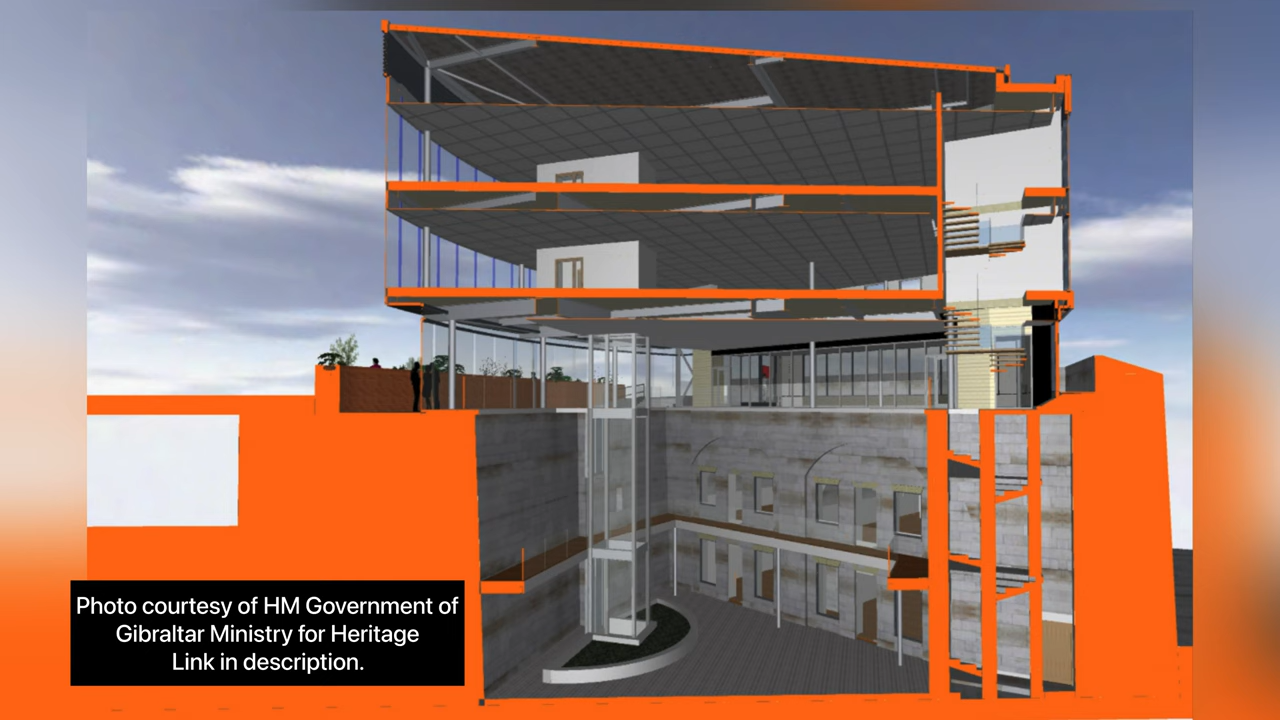 Photo courtesy of HM Government of
Gibraltar Ministry for Heritage
Link in description.